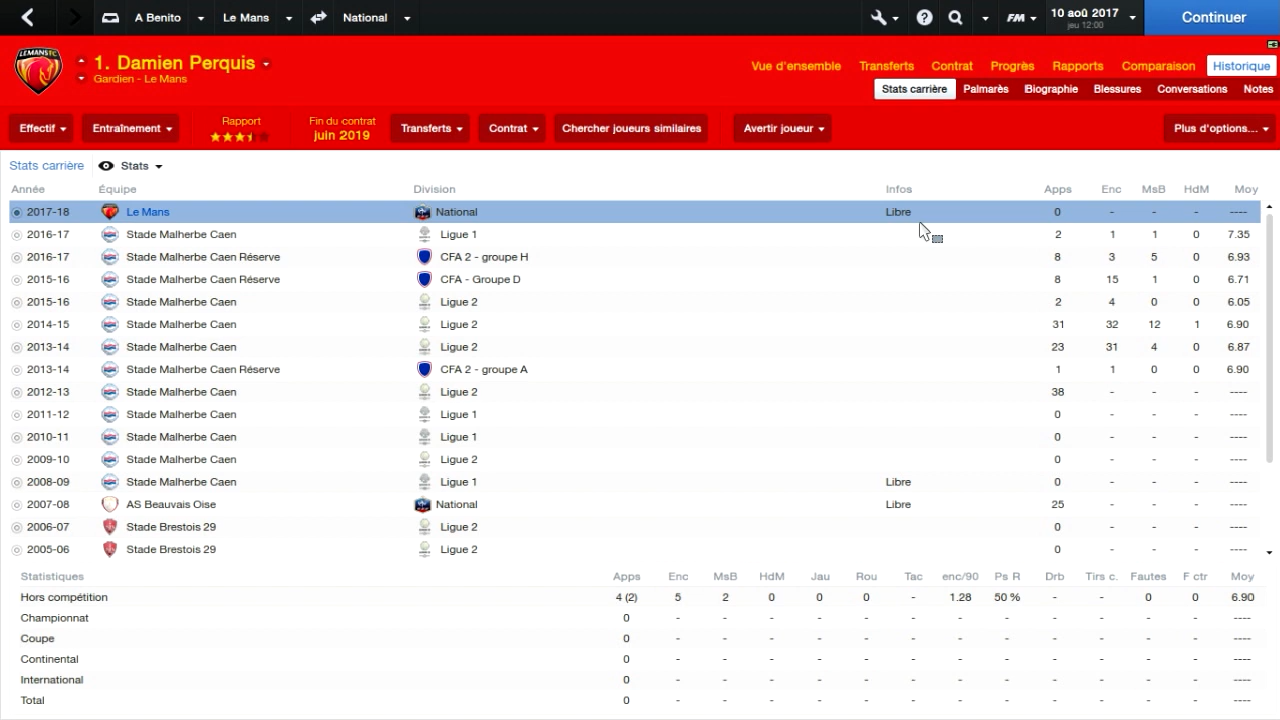 A Benito Le Mans National FM 10 aoû 2017 jeu 12:00 Continuer
LEMANSFC
1. Damien Perquis
Gardien - Le Mans
Vue d'ensemble Transferts Contrat Progrès Rapports Comparaison Historique
Stats carrière Palmarès Biographie Blessures Conversations Notes
Effectif Entraînement Rapport Fin du contrat juin 2019 Transferts Contrat Chercher joueurs similaires Avertir joueur Plus d'options...
Stats carrière Stats
Année Équipe Division Infos Apps Enc MsB HdM Moy
2017-18 Le Mans National Libre 0 - - - ----
2016-17 Stade Malherbe Caen Ligue 1 2 1 1 0 7.35
2016-17 Stade Malherbe Caen Réserve CFA 2 - groupe H 8 3 5 0 6.93
2015-16 Stade Malherbe Caen Réserve CFA - Groupe D 8 15 1 0 6.71
2015-16 Stade Malherbe Caen Ligue 2 2 4 0 0 6.05
2014-15 Stade Malherbe Caen Ligue 2 31 32 12 1 6.90
2013-14 Stade Malherbe Caen Ligue 2 23 31 4 0 6.87
2013-14 Stade Malherbe Caen Réserve CFA 2 - groupe A 1 1 0 0 6.90
2012-13 Stade Malherbe Caen Ligue 2 38 - - - ----
2011-12 Stade Malherbe Caen Ligue 1 0 - - - ----
2010-11 Stade Malherbe Caen Ligue 1 0 - - - ----
2009-10 Stade Malherbe Caen Ligue 2 0 - - - ----
2008-09 Stade Malherbe Caen Ligue 1 Libre 0 - - - ----
2007-08 AS Beauvais Oise National Libre 25 - - - ----
2006-07 Stade Brestois 29 Ligue 2 0 - - - ----
2005-06 Stade Brestois 29 Ligue 2 0 - - - ----
Statistiques Apps Enc MsB HdM Jau Rou Tac enc/90 Ps R Drb Tirs c. Fautes F ctr Moy
Hors compétition 4 (2) 5 2 0 0 0 - 1.28 50 % - - 0 0 6.90
Championnat 0 - - - - - - - - - - - - ----
Coupe 0 - - - - - - - - - - - - ----
Continental 0 - - - - - - - - - - - - ----
International 0 - - - - - - - - - - - - ----
Total 0 - - - - - - - - - - - - ----